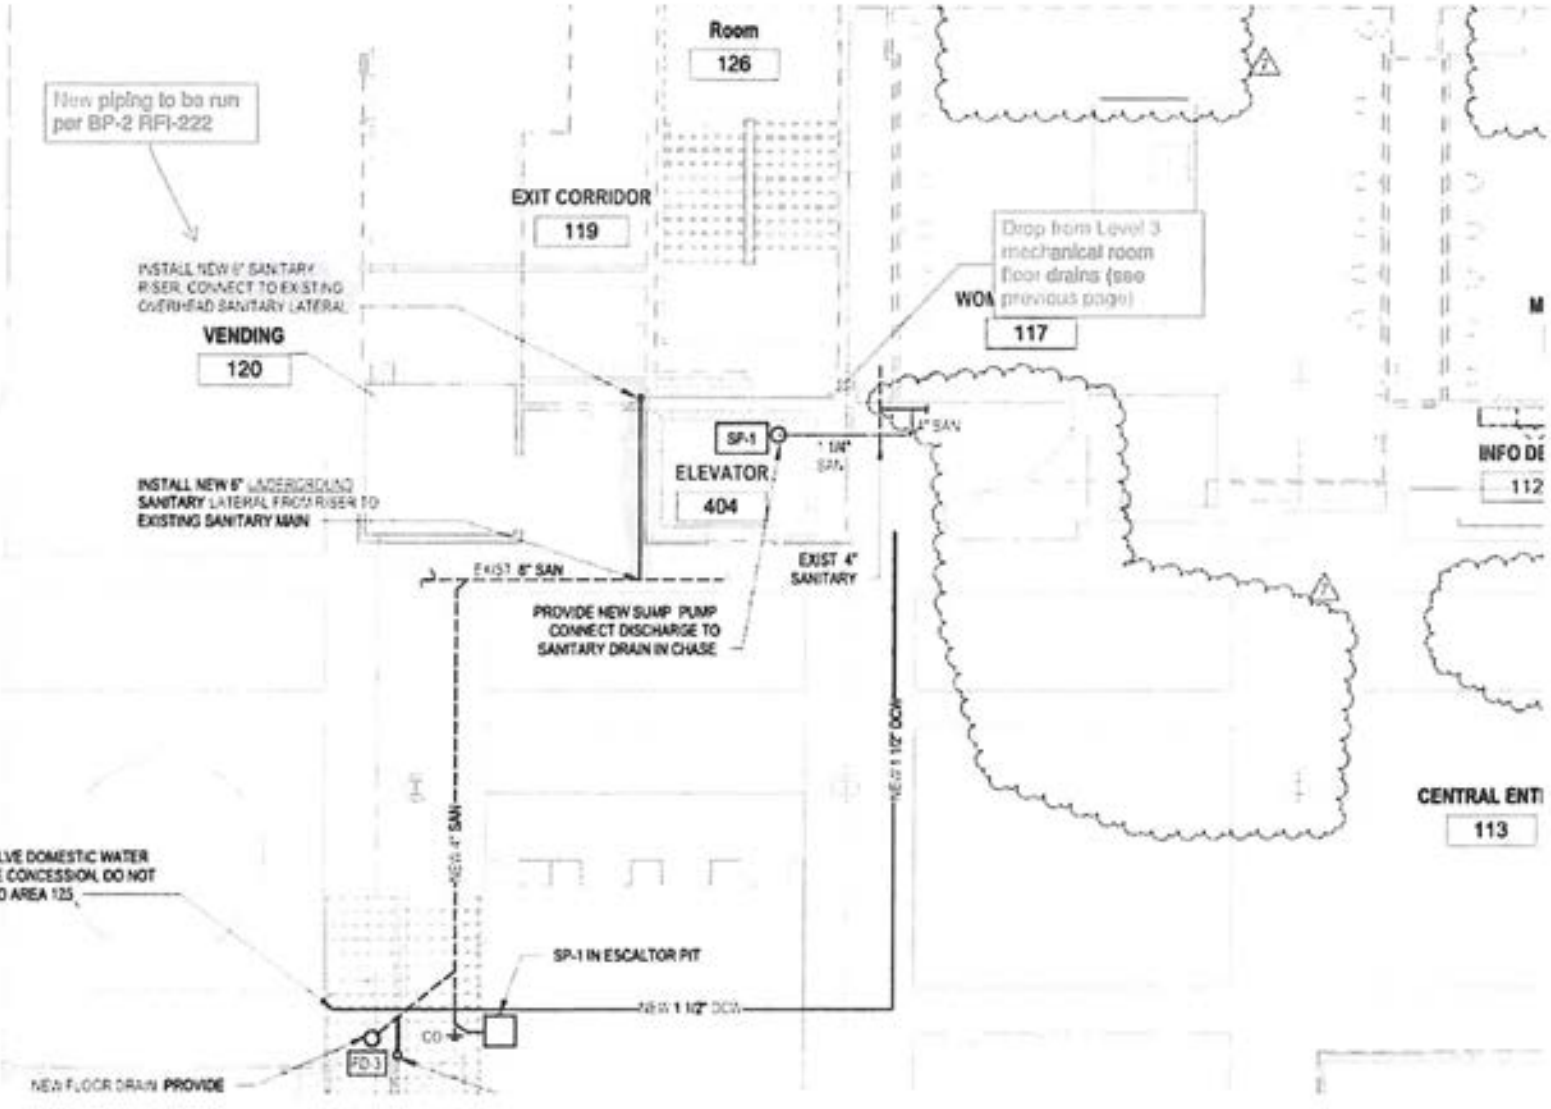 Room
126
New piping to be run
per BP-2 RFI-222
EXIT CORRIDOR
119
Drop from Level 3
mechanical room
floor drains (see
previous page)
WOM
117
INSTALL NEW 6" SANITARY
RISER, CONNECT TO EXISTING
OVERHEAD SANITARY LATERAL
VENDING
120
M
SP-1
1 1/4"
SAN
4" SAN
ELEVATOR
404
INFO DE
112
INSTALL NEW 6" UNDERGROUND
SANITARY LATERAL FROM RISER TO
EXISTING SANITARY MAIN
EXIST. 8" SAN
EXIST 4"
SANITARY
PROVIDE NEW SUMP PUMP
CONNECT DISCHARGE TO
SANITARY DRAIN IN CHASE
NEW 1 1/2" DCW
NEW 4" SAN
CENTRAL ENT
113
LVE DOMESTIC WATER
E CONCESSION, DO NOT
O AREA 125
SP-1 IN ESCALTOR PIT
NEW 1 1/2" DCW
CO
FD-3
NEW FLOOR DRAIN PROVIDE